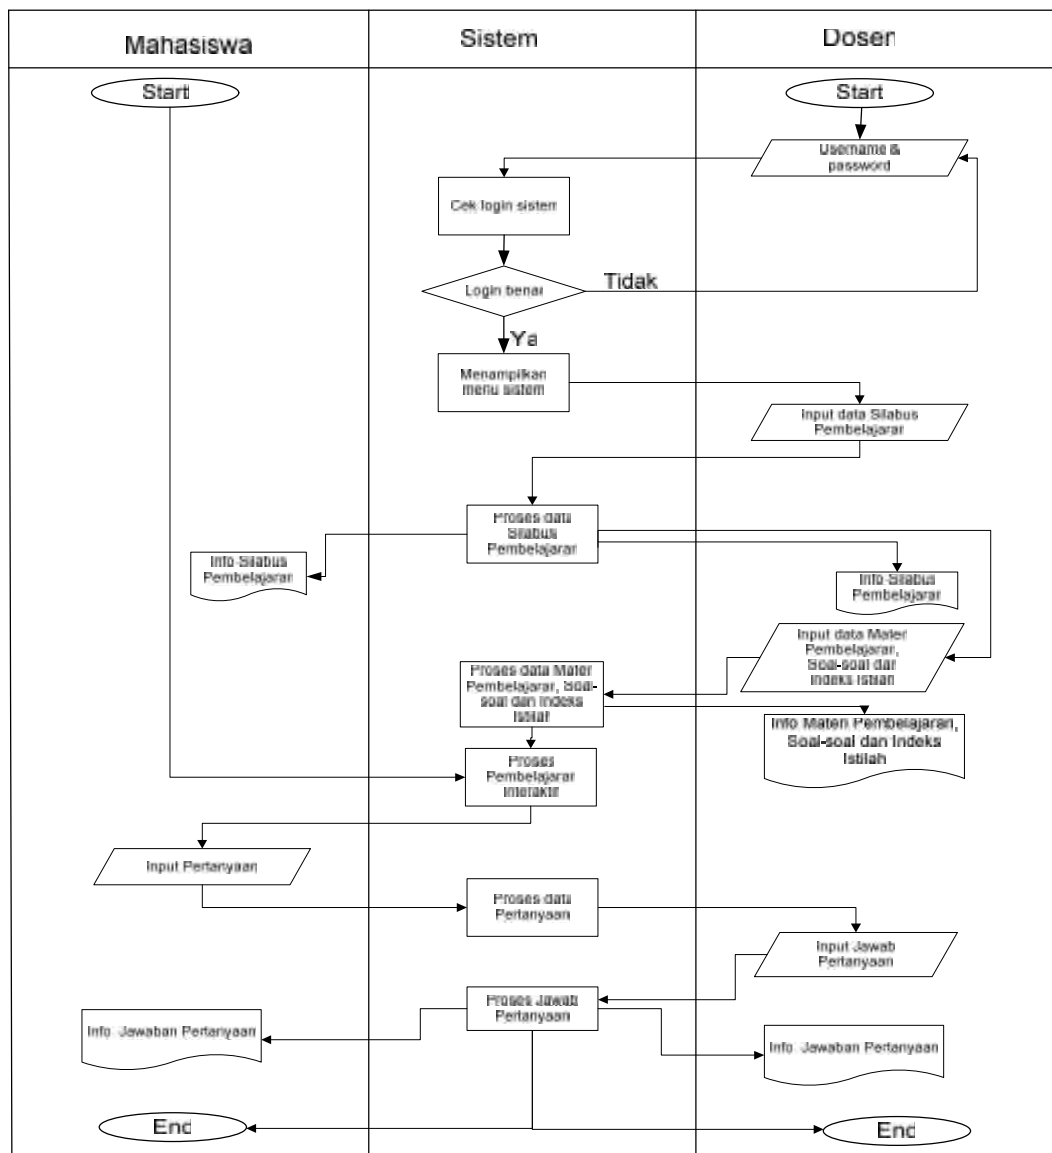 Mahasiswa
Sistem
Dosen
Start
Start
Username &
password
Cek login sistem
Login benar
Tidak
Ya
Menampilkan
menu sistem
Input data Silabus
Pembelajaran
Proses data
Silabus
Pembelajaran
Info Silabus
Pembelajaran
Info Silabus
Pembelajaran
Input data Materi
Pembelajaran,
Soal-soal dan
Indeks Istilah
Proses data Materi
Pembelajaran, Soal-
soal dan Indeks
Istilah
Info Materi Pembelajaran,
Soal-soal dan Indeks
Istilah
Proses
Pembelajaran
Interaktif
Input Pertanyaan
Proses data
Pertanyaan
Input Jawab
Pertanyaan
Proses Jawab
Pertanyaan
Info Jawaban Pertanyaan
Info Jawaban Pertanyaan
End
End